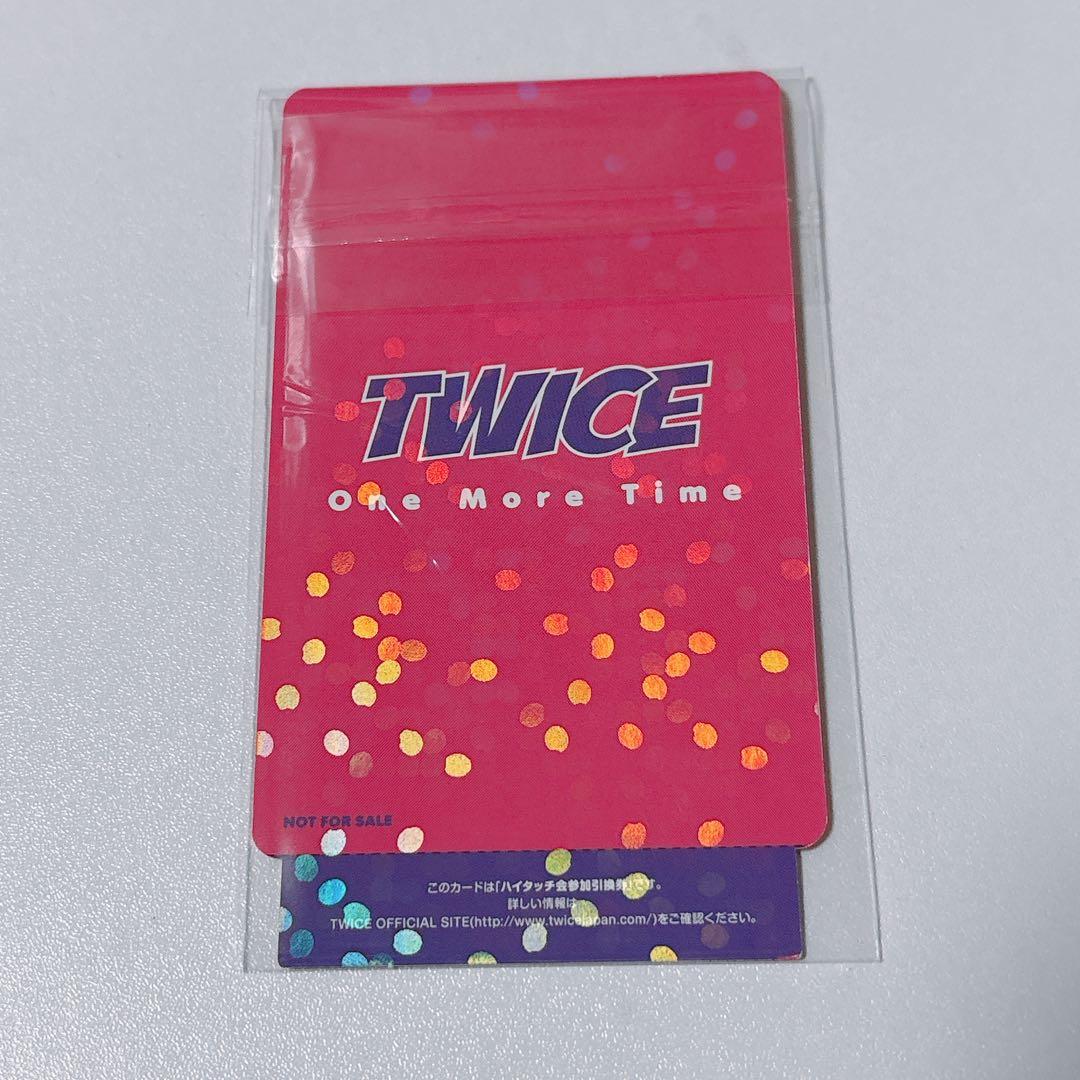 TWICE
One More Time
NOT FOR SALE
このカードは「ハイタッチ会参加引換券」です。
詳しい情報は
TWICE OFFICIAL SITE(http://www.twicejapan.com/)をご確認ください。